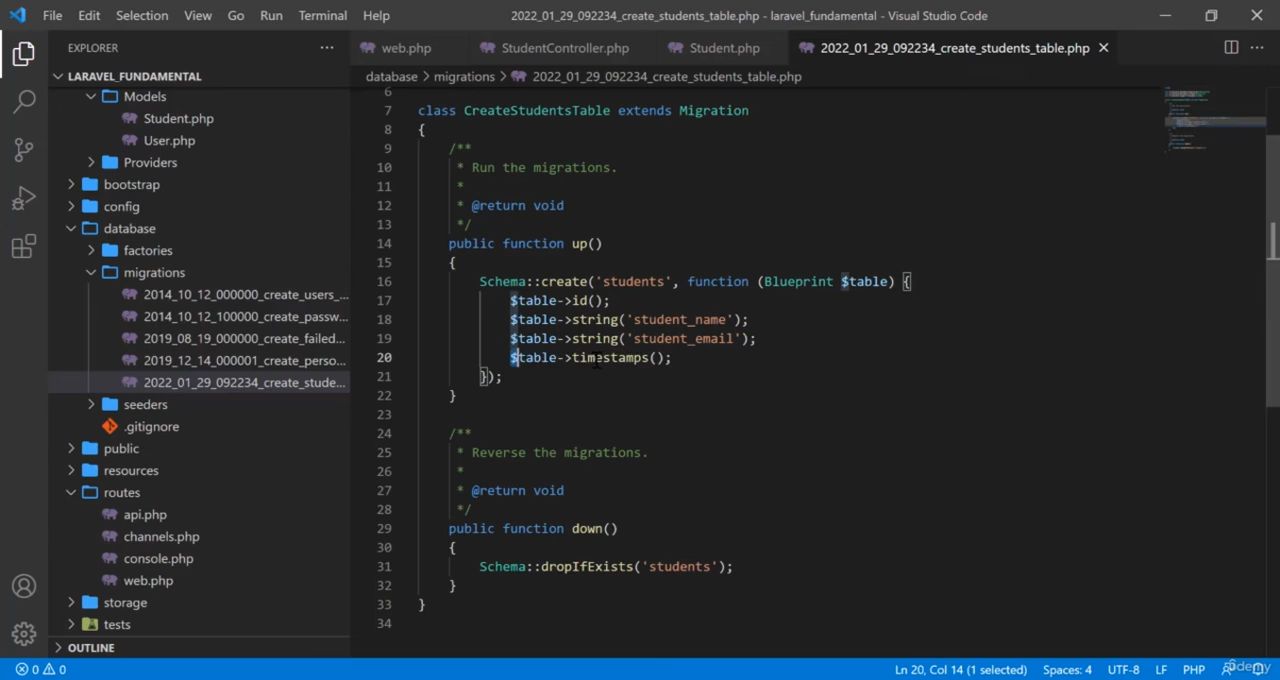 File Edit Selection View Go Run Terminal Help 2022_01_29_092234_create_students_table.php - laravel_fundamental - Visual Studio Code
EXPLORER
web.php StudentController.php Student.php 2022_01_29_092234_create_students_table.php
LARAVEL_FUNDAMENTAL
database > migrations > 2022_01_29_092234_create_students_table.php
Models
Student.php
User.php
Providers
bootstrap
config
database
factories
migrations
2014_10_12_000000_create_users_...
2014_10_12_100000_create_passw...
2019_08_19_000000_create_failed...
2019_12_14_000001_create_perso...
2022_01_29_092234_create_stude...
seeders
.gitignore
public
resources
routes
api.php
channels.php
console.php
web.php
storage
tests
OUTLINE
6
7 class CreateStudentsTable extends Migration
8 {
9 /**
10 * Run the migrations.
11 *
12 * @return void
13 */
14 public function up()
15 {
16 Schema::create('students', function (Blueprint $table) {
17 $table->id();
18 $table->string('student_name');
19 $table->string('student_email');
20 $table->timestamps();
21 });
22 }
23
24 /**
25 * Reverse the migrations.
26 *
27 * @return void
28 */
29 public function down()
30 {
31 Schema::dropIfExists('students');
32 }
33 }
34
0 0 Ln 20, Col 14 (1 selected) Spaces: 4 UTF-8 LF PHP
ûdemy